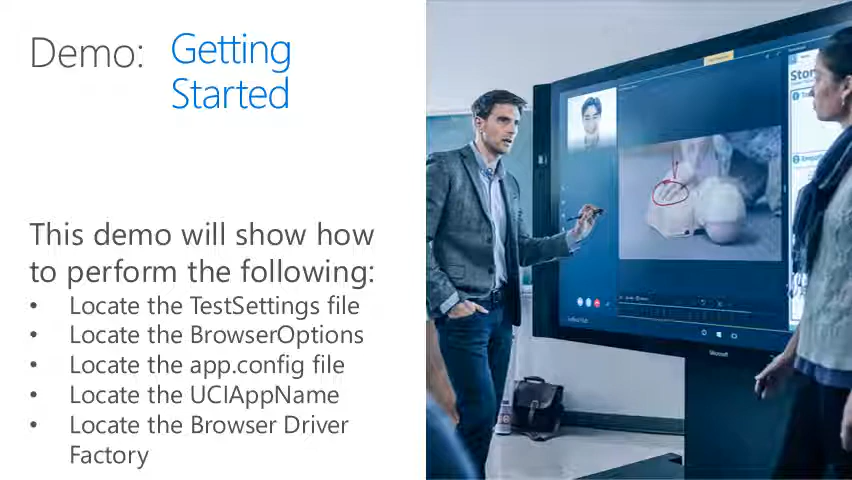 Demo: Getting
Started
This demo will show how
to perform the following:
• Locate the TestSettings file
• Locate the BrowserOptions
• Locate the app.config file
• Locate the UCIAppName
• Locate the Browser Driver
Factory
Microsoft